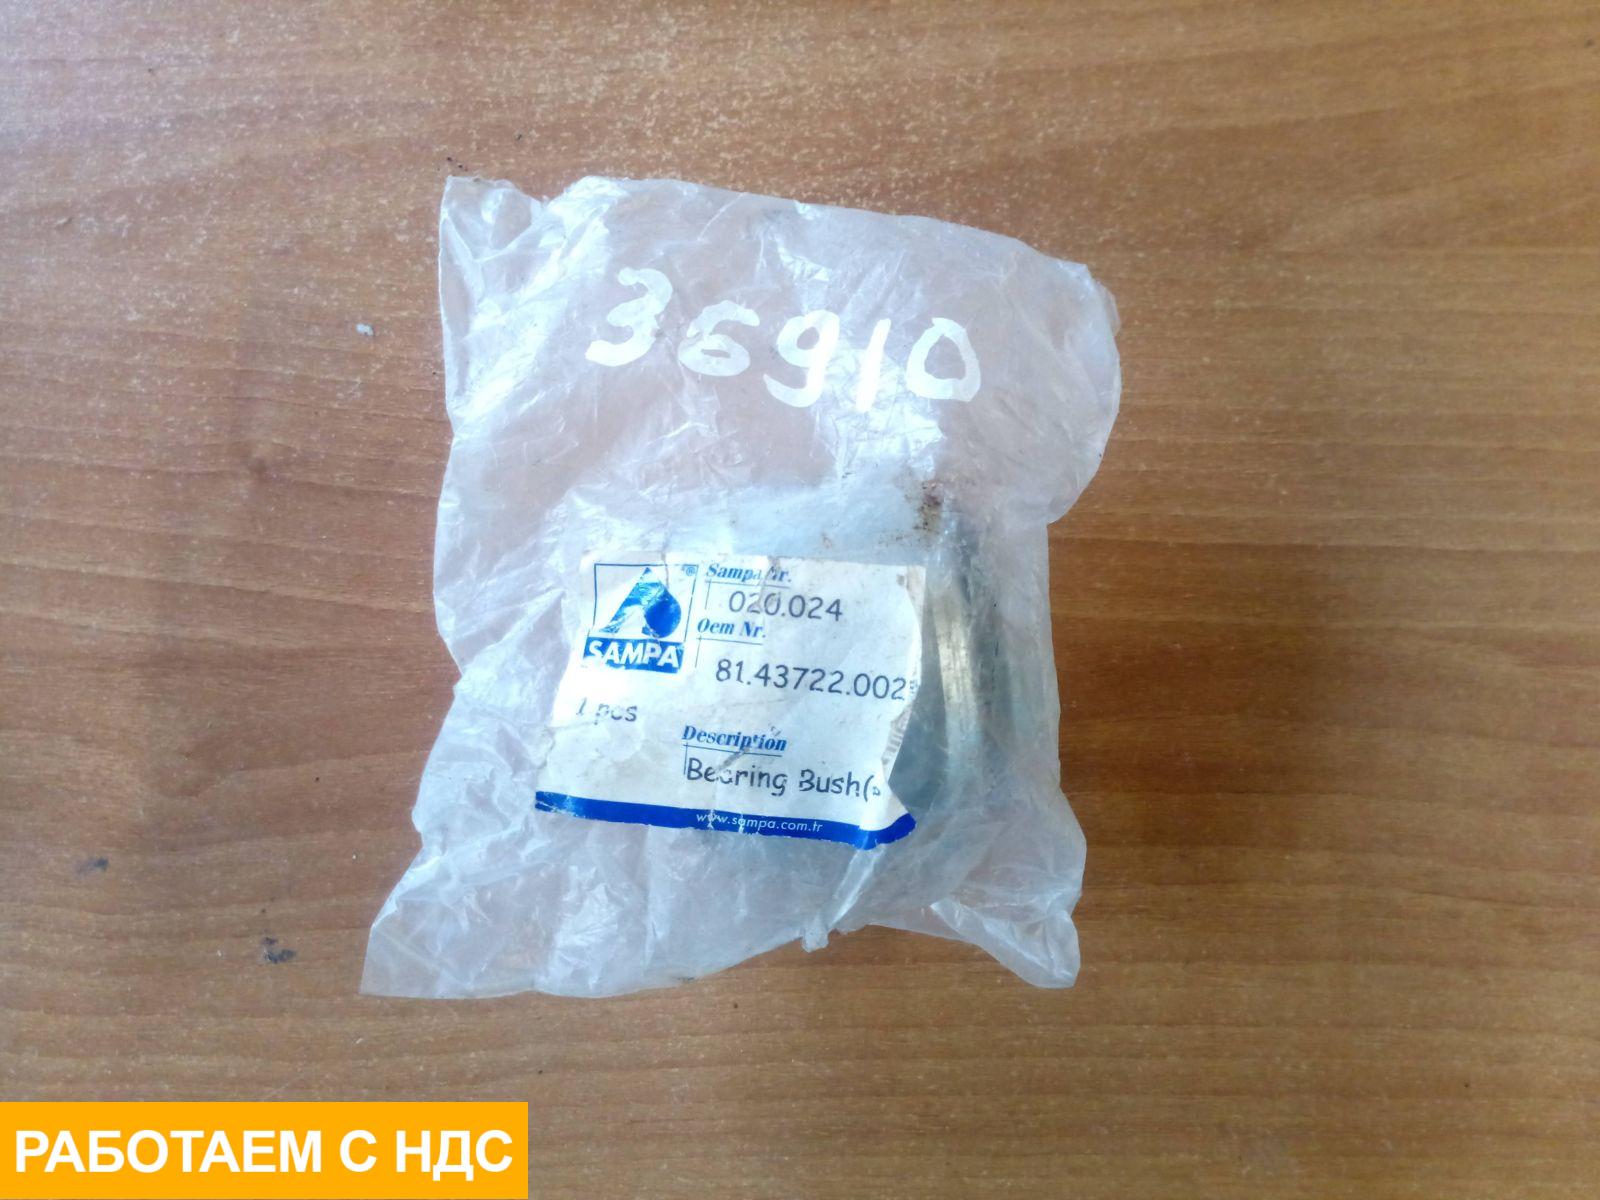 36910
SAMPA
®
Sampa Nr.
020.024
Oem Nr.
81.43722.002
1 pcs
Description
Bearing Bush(
www.sampa.com.tr
РАБОТАЕМ С НДС